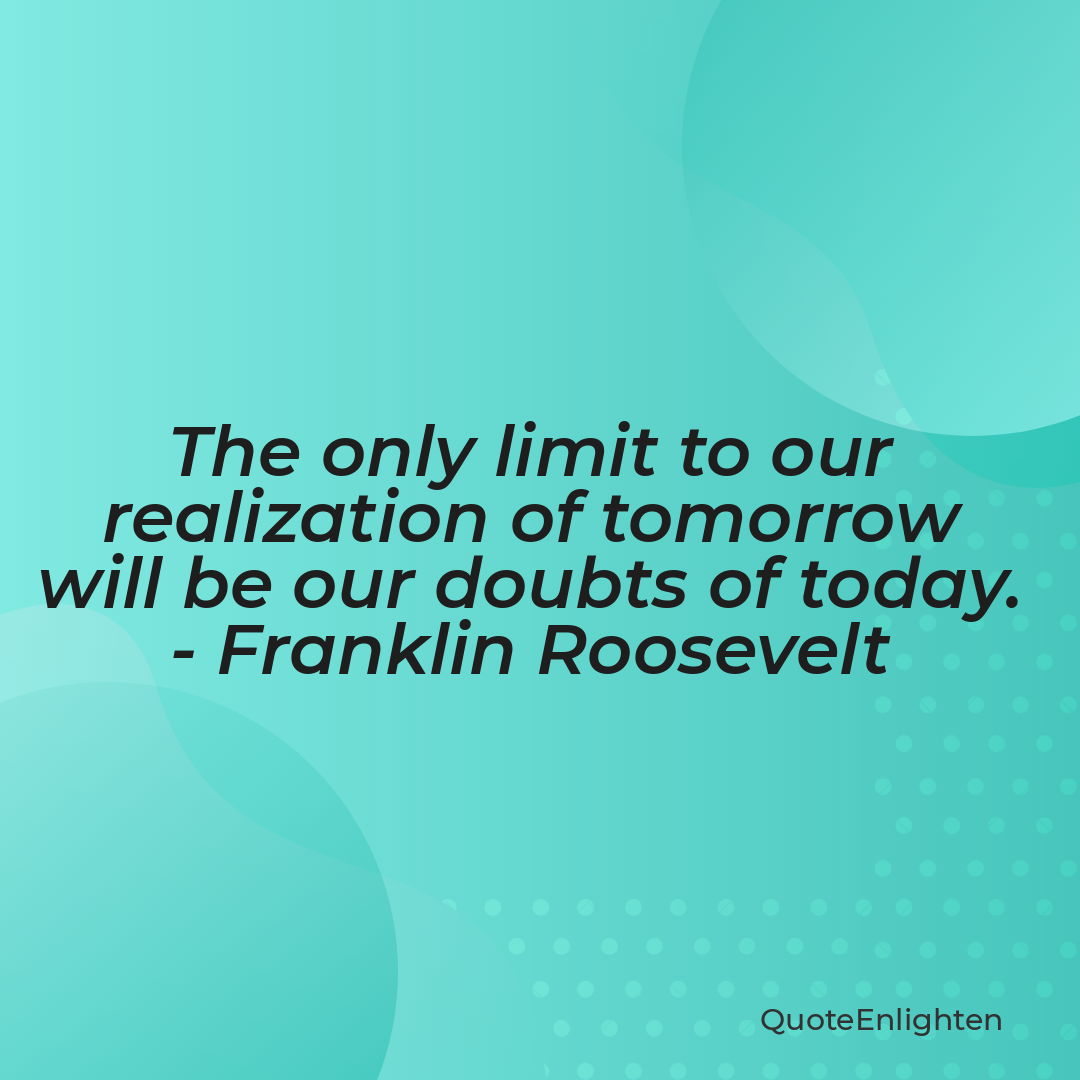 The only limit to our
realization of tomorrow
will be our doubts of today.
- Franklin Roosevelt
QuoteEnlighten